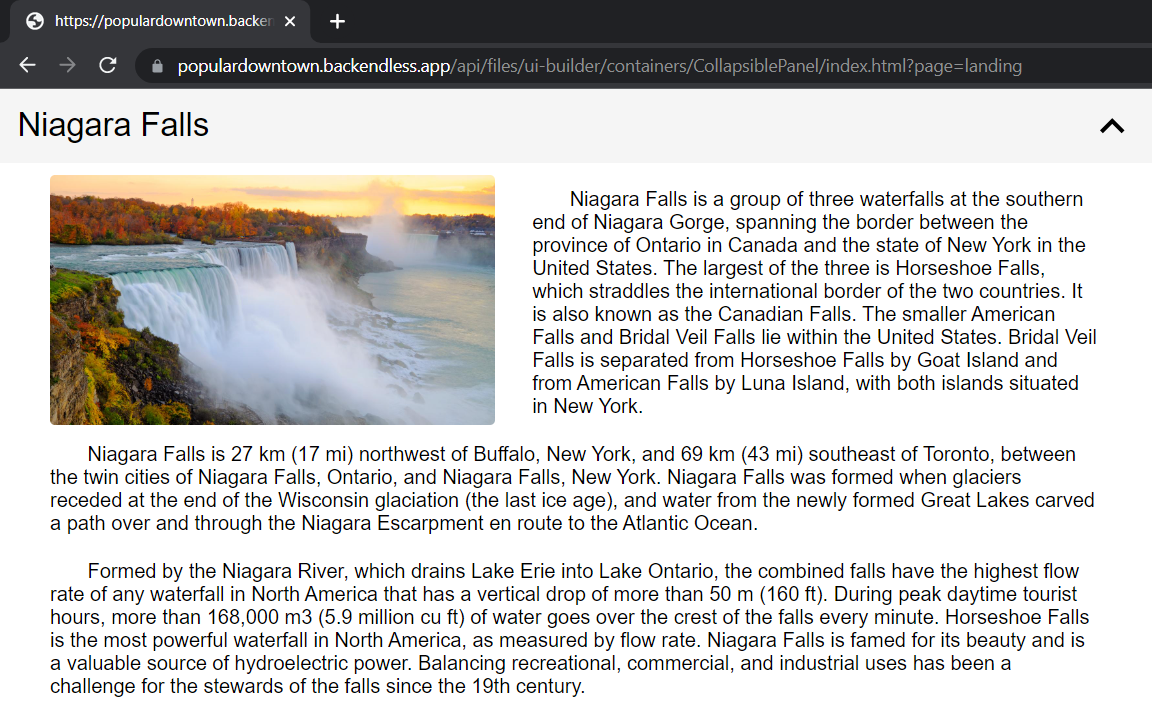 https://populardowntown.backen
populardowntown.backendless.app/api/files/ui-builder/containers/CollapsiblePanel/index.html?page=landing
Niagara Falls
Niagara Falls is a group of three waterfalls at the southern
end of Niagara Gorge, spanning the border between the
province of Ontario in Canada and the state of New York in the
United States. The largest of the three is Horseshoe Falls,
which straddles the international border of the two countries. It
is also known as the Canadian Falls. The smaller American
Falls and Bridal Veil Falls lie within the United States. Bridal Veil
Falls is separated from Horseshoe Falls by Goat Island and
from American Falls by Luna Island, with both islands situated
in New York.
Niagara Falls is 27 km (17 mi) northwest of Buffalo, New York, and 69 km (43 mi) southeast of Toronto, between
the twin cities of Niagara Falls, Ontario, and Niagara Falls, New York. Niagara Falls was formed when glaciers
receded at the end of the Wisconsin glaciation (the last ice age), and water from the newly formed Great Lakes carved
a path over and through the Niagara Escarpment en route to the Atlantic Ocean.
Formed by the Niagara River, which drains Lake Erie into Lake Ontario, the combined falls have the highest flow
rate of any waterfall in North America that has a vertical drop of more than 50 m (160 ft). During peak daytime tourist
hours, more than 168,000 m3 (5.9 million cu ft) of water goes over the crest of the falls every minute. Horseshoe Falls
is the most powerful waterfall in North America, as measured by flow rate. Niagara Falls is famed for its beauty and is
a valuable source of hydroelectric power. Balancing recreational, commercial, and industrial uses has been a
challenge for the stewards of the falls since the 19th century.